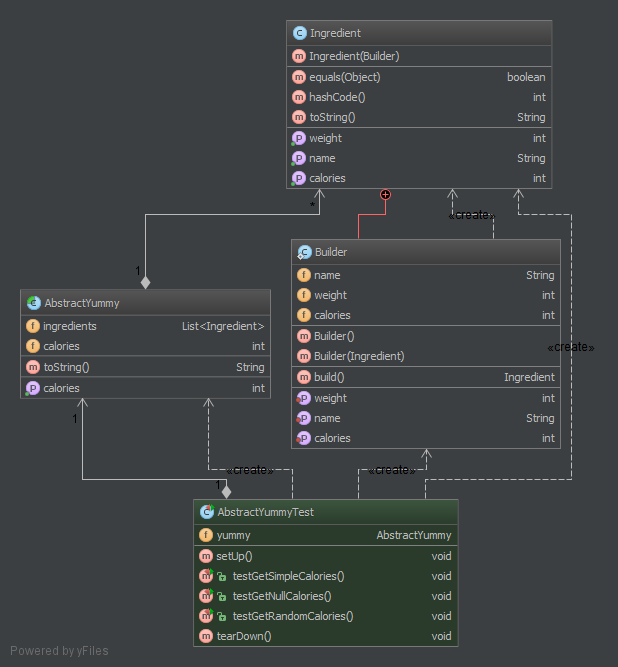 Ingredient
Ingredient(Builder)
equals(Object) boolean
hashCode() int
toString() String
weight int
name String
calories int
*
«create»
1
Builder
name String
weight int
calories int
Builder()
Builder(Ingredient)
build() Ingredient
weight int
name String
calories int
AbstractYummy
ingredients List<Ingredient>
calories int
toString() String
calories int
«create»
1
«create»
«create»
1
AbstractYummyTest
yummy AbstractYummy
setUp() void
testGetSimpleCalories() void
testGetNullCalories() void
testGetRandomCalories() void
tearDown() void
Powered by yFiles